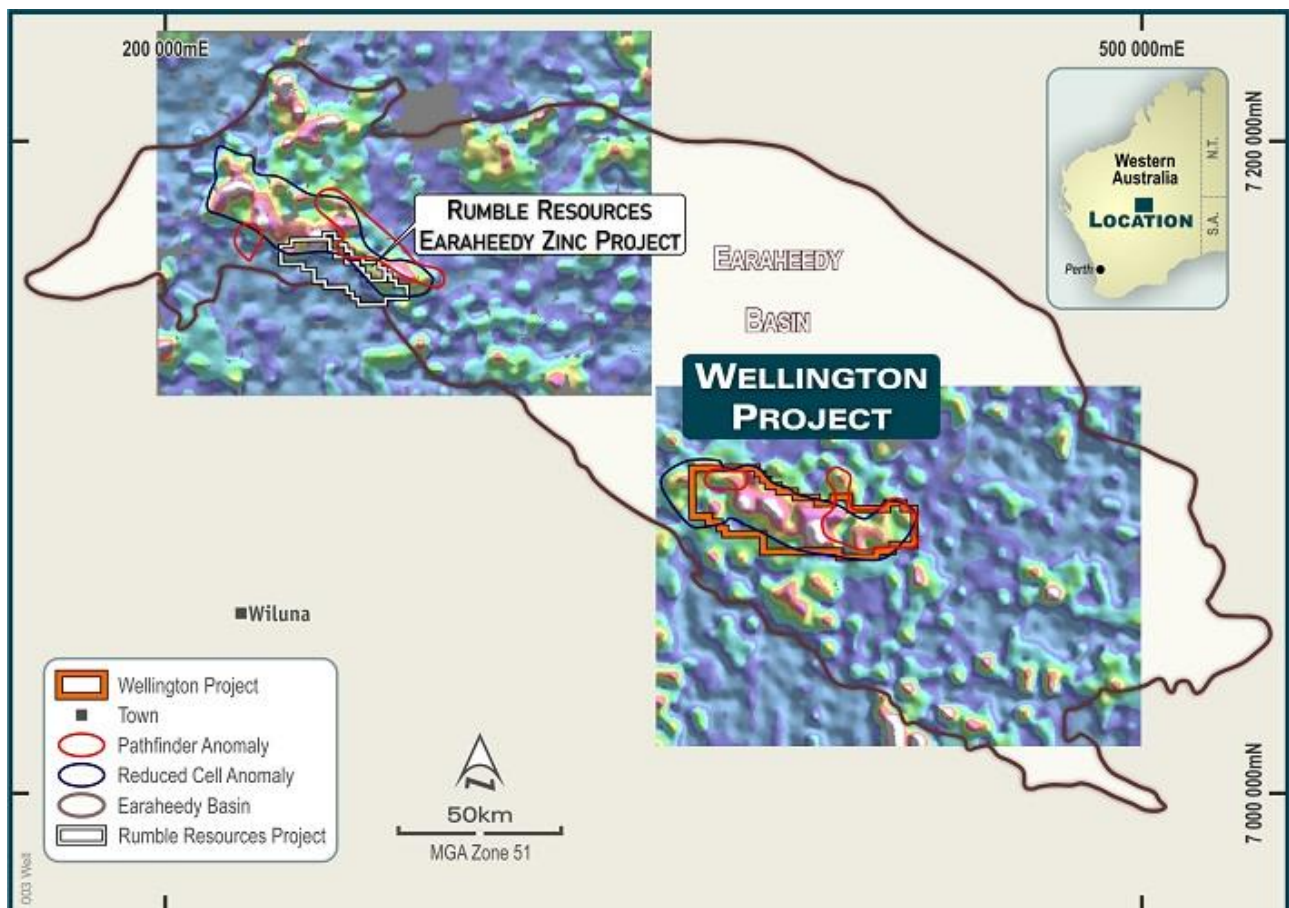 200 000mE
500 000mE
7 200 000mN
Western
Australia
LOCATION
N.T.
S.A.
Perth
RUMBLE RESOURCES
EARAHEEDY ZINC PROJECT
EARAHEEDY
BASIN
WELLINGTON
PROJECT
Wiluna
Wellington Project
Town
Pathfinder Anomaly
Reduced Cell Anomaly
Earaheedy Basin
Rumble Resources Project
N
50km
MGA Zone 51
7 000 000mN
003 Well